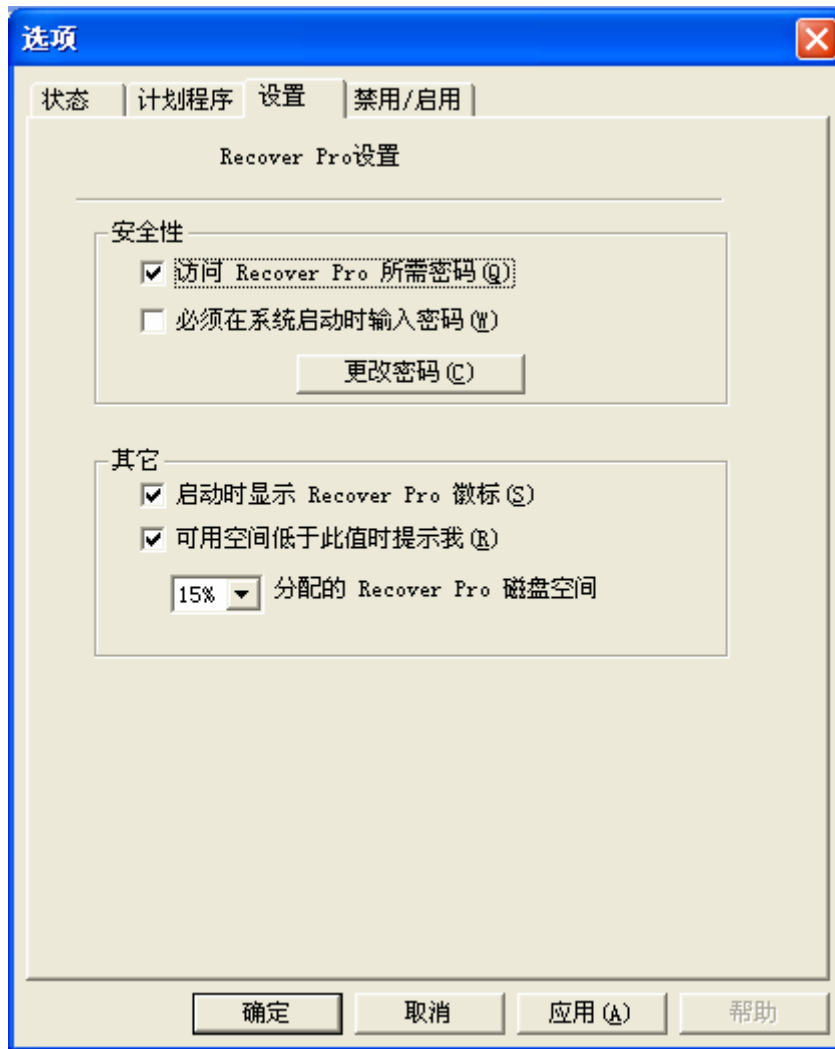 选项
状态 计划程序 设置 禁用/启用
Recover Pro设置
安全性
访问 Recover Pro 所需密码(Q)
必须在系统启动时输入密码(W)
更改密码(C)
其它
启动时显示 Recover Pro 徽标(S)
可用空间低于此值时提示我(R)
15% 分配的 Recover Pro 磁盘空间
确定 取消 应用(A) 帮助